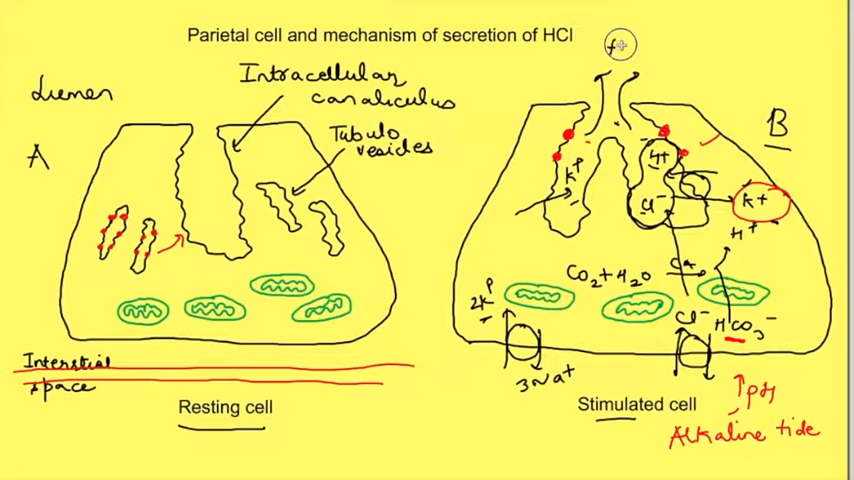 Parietal cell and mechanism of secretion of HCl
Lumen
A
Intracellular
canaliculus
Tubulo
vesicles
B
H+
Cl-
K+
H+
CO2+H2O
CA
2K
Cl-
HCO3-
3Na+
Interstial
space
Resting cell
Stimulated cell
↑pH
Alkaline tide